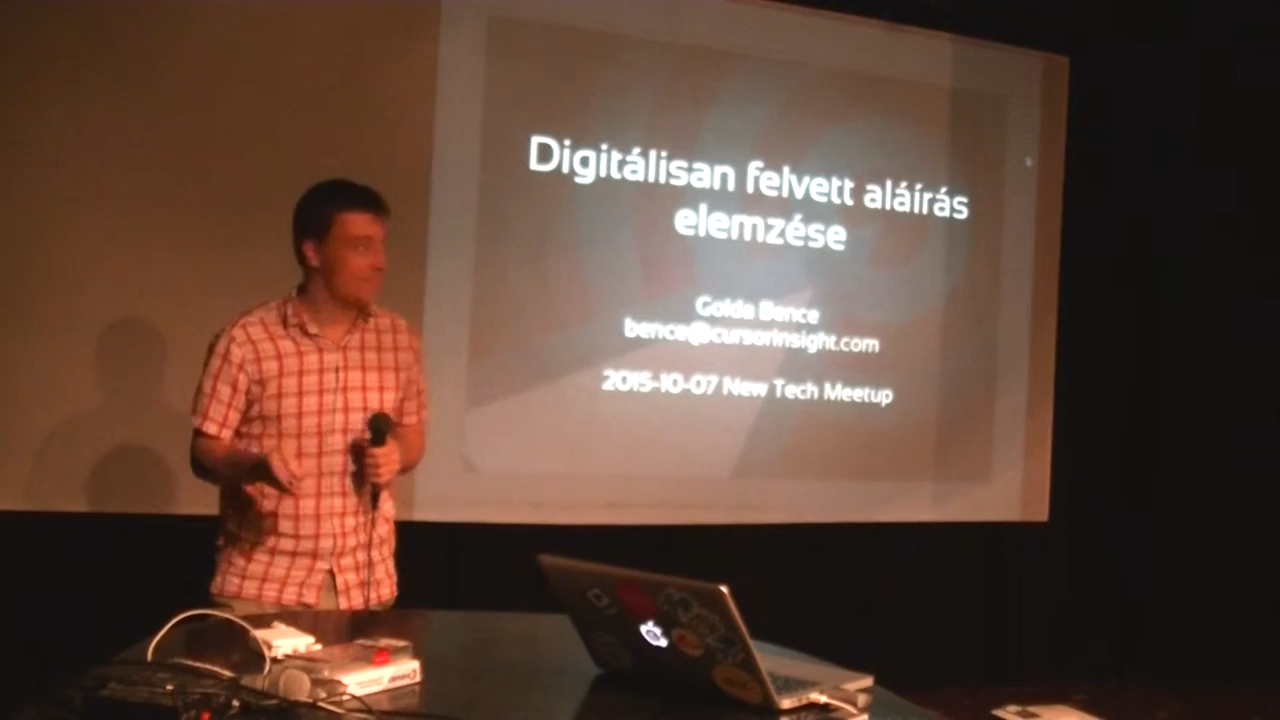 Digitálisan felvett aláírás
elemzése
Golda Bence
bence@cursorinsight.com
2015-10-07 New Tech Meetup